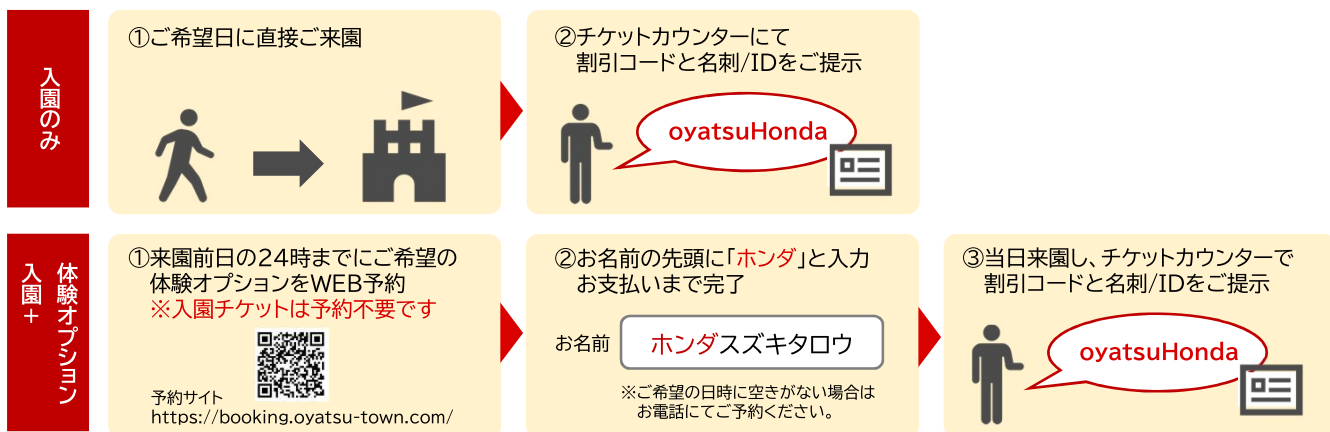 入園のみ
①ご希望日に直接ご来園
②チケットカウンターにて
割引コードと名刺/IDをご提示
oyatsuHonda
入園+
体験オプション
①来園前日の24時までにご希望の
体験オプションをWEB予約
※入園チケットは予約不要です
予約サイト
https://booking.oyatsu-town.com/
②お名前の先頭に「ホンダ」と入力
お支払いまで完了
お名前 ホンダスズキタロウ
※ご希望の日時に空きがない場合は
お電話にてご予約ください。
③当日来園し、チケットカウンターで
割引コードと名刺/IDをご提示
oyatsuHonda